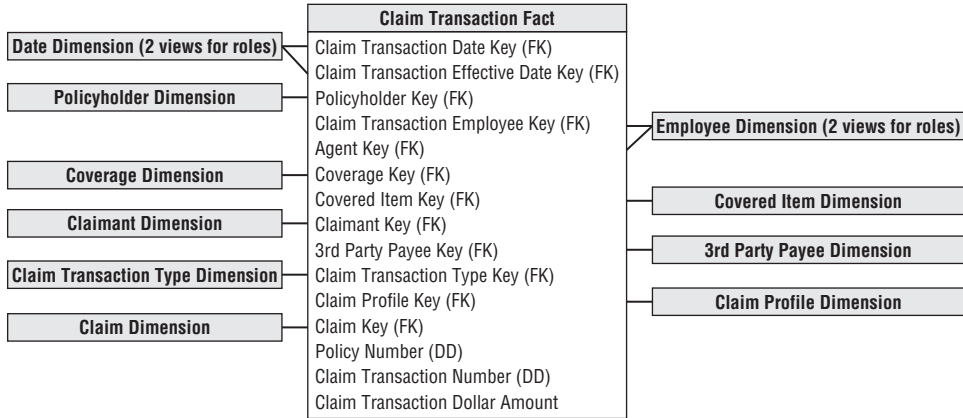 Claim Transaction Fact
Date Dimension (2 views for roles)
Policyholder Dimension
Coverage Dimension
Claimant Dimension
Claim Transaction Type Dimension
Claim Dimension
Claim Transaction Date Key (FK)
Claim Transaction Effective Date Key (FK)
Policyholder Key (FK)
Claim Transaction Employee Key (FK)
Agent Key (FK)
Coverage Key (FK)
Covered Item Key (FK)
Claimant Key (FK)
3rd Party Payee Key (FK)
Claim Transaction Type Key (FK)
Claim Profile Key (FK)
Claim Key (FK)
Policy Number (DD)
Claim Transaction Number (DD)
Claim Transaction Dollar Amount
Employee Dimension (2 views for roles)
Covered Item Dimension
3rd Party Payee Dimension
Claim Profile Dimension